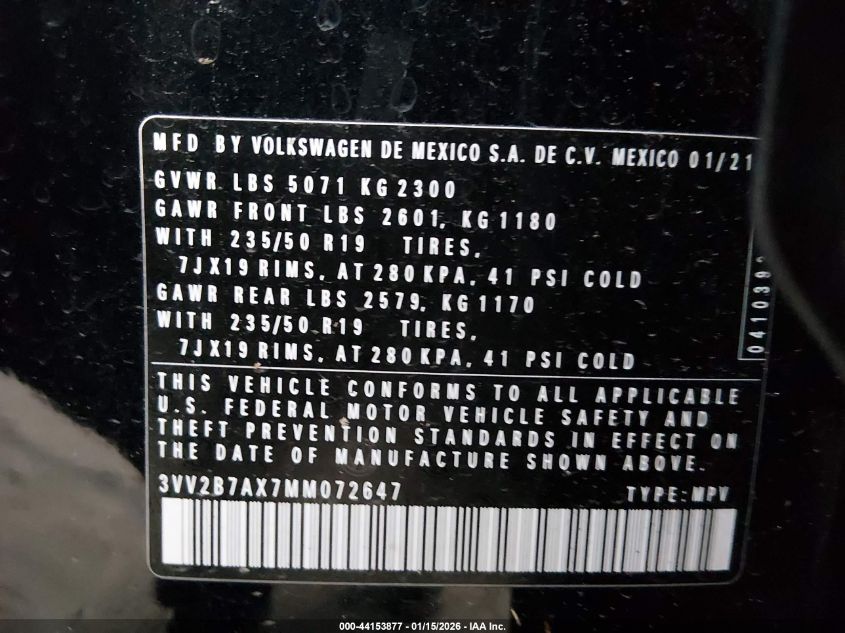 MFD BY VOLKSWAGEN DE MEXICO S.A. DE C.V. MEXICO 01/21
GVWR LBS 5071 KG 2300
GAWR FRONT LBS 2601, KG 1180
WITH 235/50 R19 TIRES,
7JX19 RIMS, AT 280 KPA, 41 PSI COLD
GAWR REAR LBS 2579, KG 1170
WITH 235/50 R19 TIRES,
7JX19 RIMS, AT 280 KPA, 41 PSI COLD
THIS VEHICLE CONFORMS TO ALL APPLICABLE
U.S. FEDERAL MOTOR VEHICLE SAFETY AND
THEFT PREVENTION STANDARDS IN EFFECT ON
THE DATE OF MANUFACTURE SHOWN ABOVE.
3VV2B7AX7MM072647 TYPE: MPV
000-44153877 - 01/15/2026 - IAA Inc.